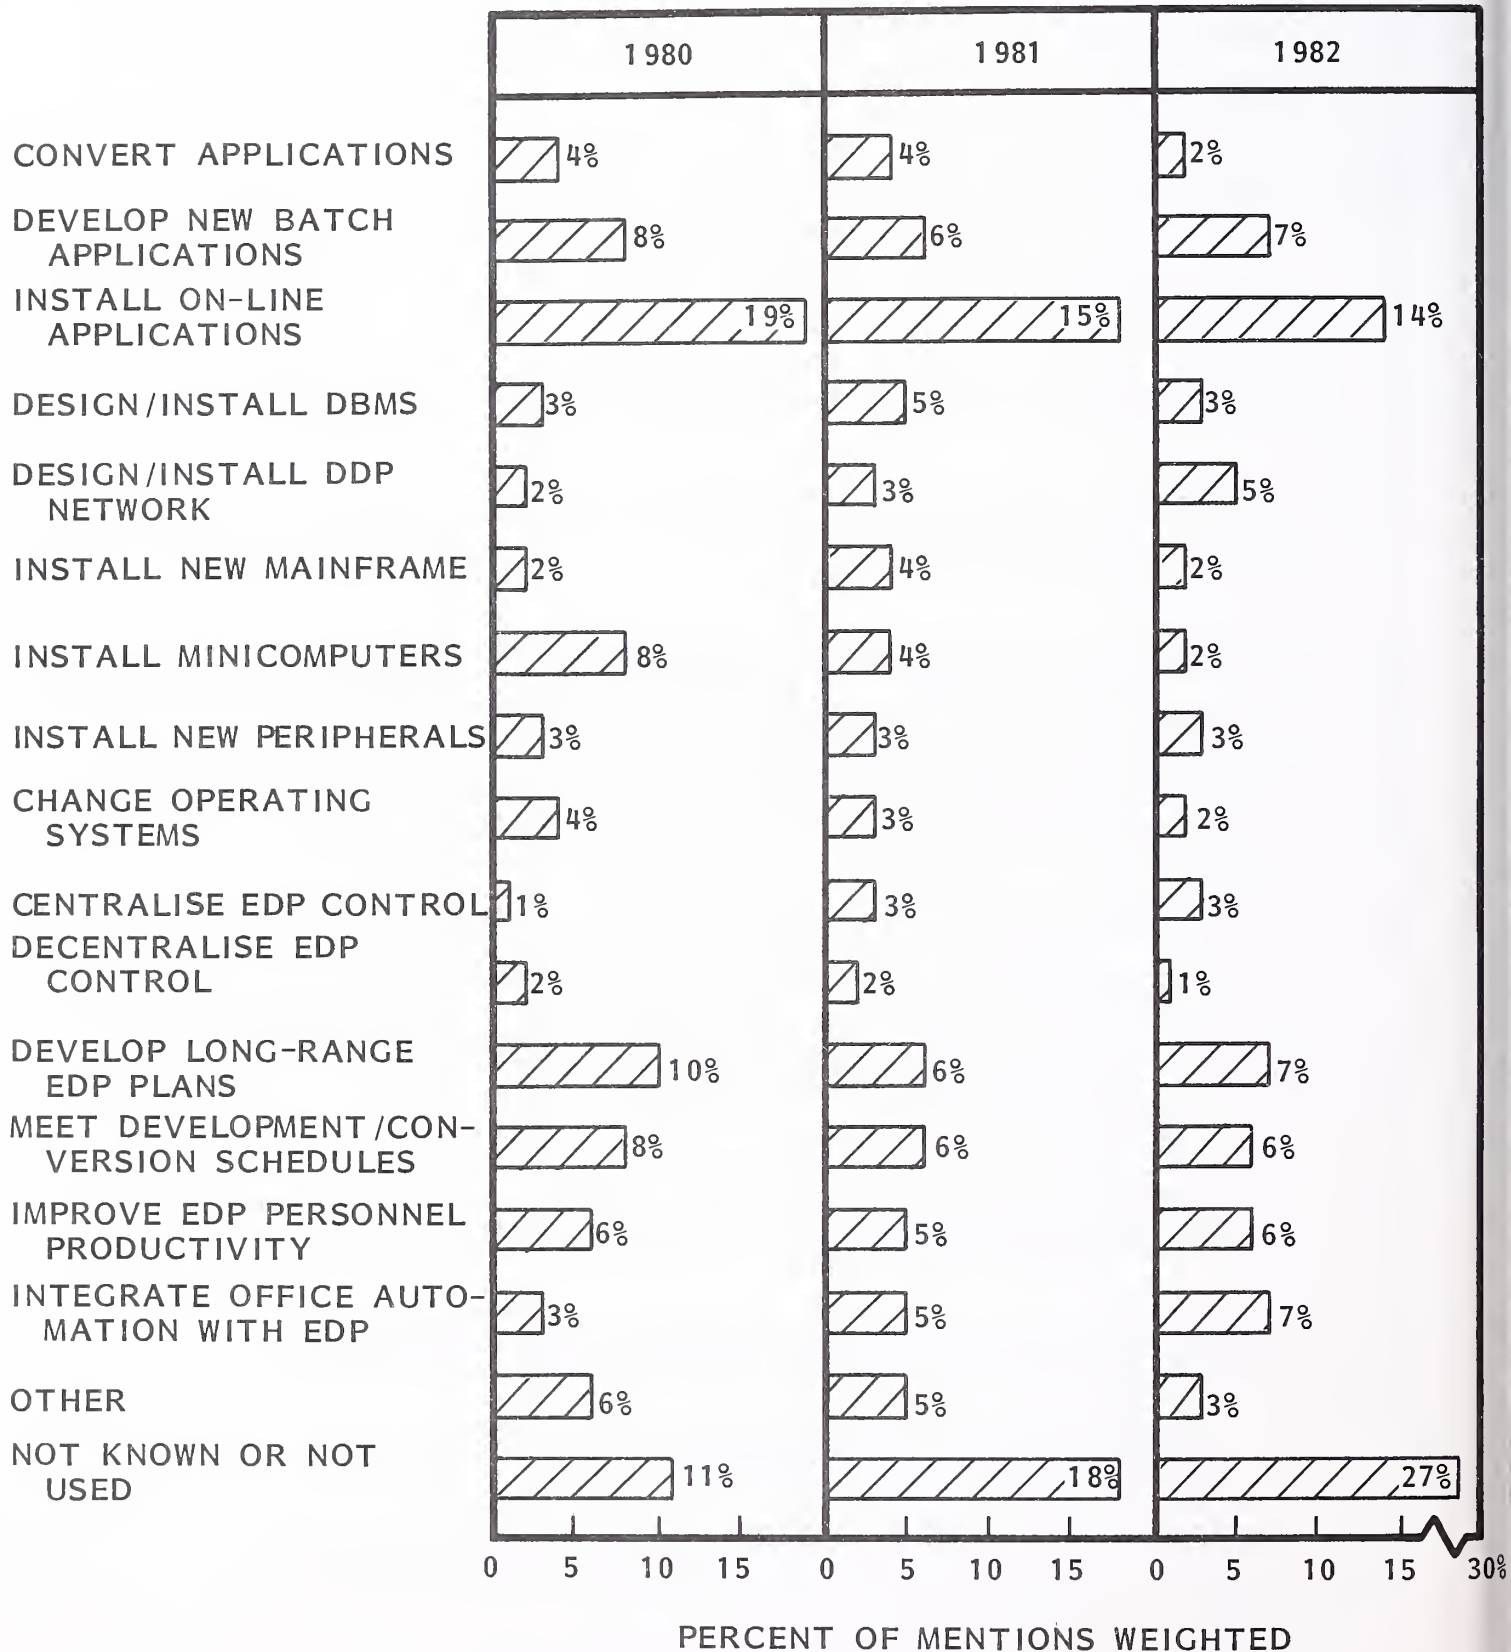 1980 1981 1982
CONVERT APPLICATIONS 4% 4% 2%
DEVELOP NEW BATCH
APPLICATIONS 8% 6% 7%
INSTALL ON-LINE
APPLICATIONS 19% 15% 14%
DESIGN/INSTALL DBMS 3% 5% 3%
DESIGN/INSTALL DDP
NETWORK 2% 3% 5%
INSTALL NEW MAINFRAME 2% 4% 2%
INSTALL MINICOMPUTERS 8% 4% 2%
INSTALL NEW PERIPHERALS 3% 3% 3%
CHANGE OPERATING
SYSTEMS 4% 3% 2%
CENTRALISE EDP CONTROL 1% 3% 3%
DECENTRALISE EDP
CONTROL 2% 2% 1%
DEVELOP LONG-RANGE
EDP PLANS 10% 6% 7%
MEET DEVELOPMENT/CON-
VERSION SCHEDULES 8% 6% 6%
IMPROVE EDP PERSONNEL
PRODUCTIVITY 6% 5% 6%
INTEGRATE OFFICE AUTO-
MATION WITH EDP 3% 5% 7%
OTHER 6% 5% 3%
NOT KNOWN OR NOT
USED 11% 18% 27%
0 5 10 15 0 5 10 15 0 5 10 15 30%
PERCENT OF MENTIONS WEIGHTED